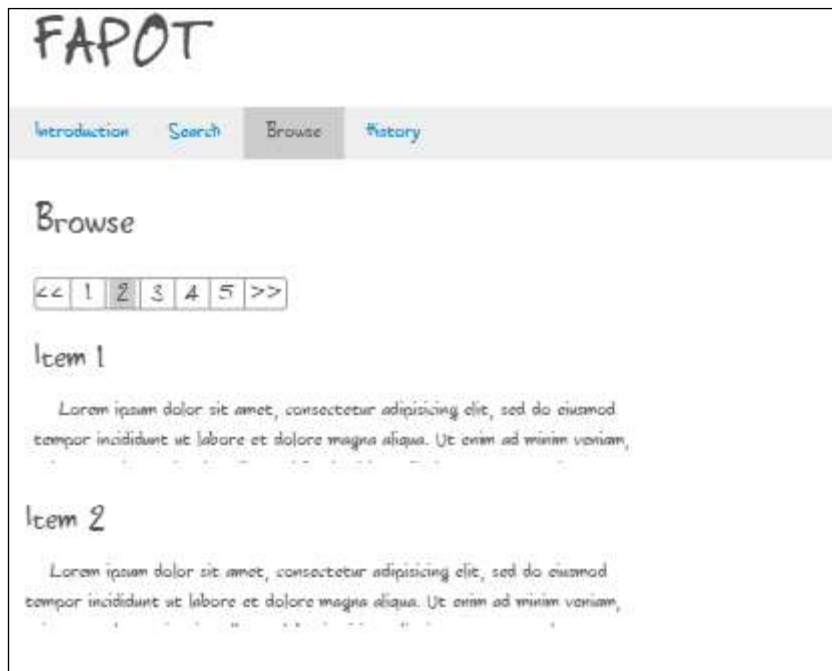 FAPOT
Introduction Search Browse History
Browse
<< 1 2 3 4 5 >>
Item 1
Lorem ipsum dolor sit amet, consectetur adipisicing elit, sed do eiusmod
tempor incididunt ut labore et dolore magna aliqua. Ut enim ad minim veniam,
Item 2
Lorem ipsum dolor sit amet, consectetur adipisicing elit, sed do eiusmod
tempor incididunt ut labore et dolore magna aliqua. Ut enim ad minim veniam,